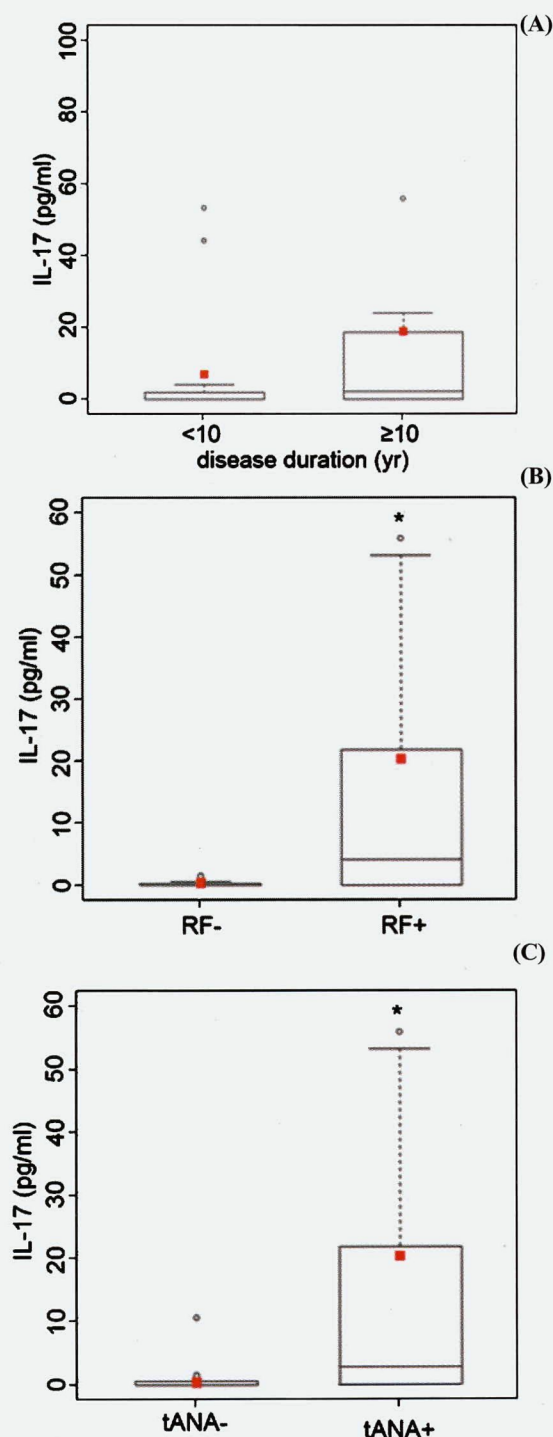 (A)
100
80
60
40
20
0
IL-17 (pg/ml)
<10 ≥10
disease duration (yr)
(B)
60
50
40
30
20
10
0
IL-17 (pg/ml)
*
RF- RF+
(C)
60
50
40
30
20
10
0
IL-17 (pg/ml)
*
tANA- tANA+